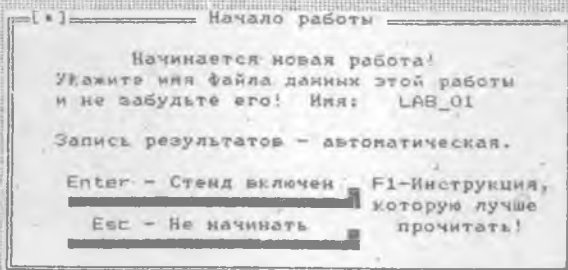 [*] Начало работы
Начинается новая работа!
Укажите имя файла данных этой работы
и не забудьте его! Имя: LAB_01
Запись результатов - автоматическая.
Enter - Стенд включен
Esc - Не начинать
F1-Инструкция,
которую лучше
прочитать!